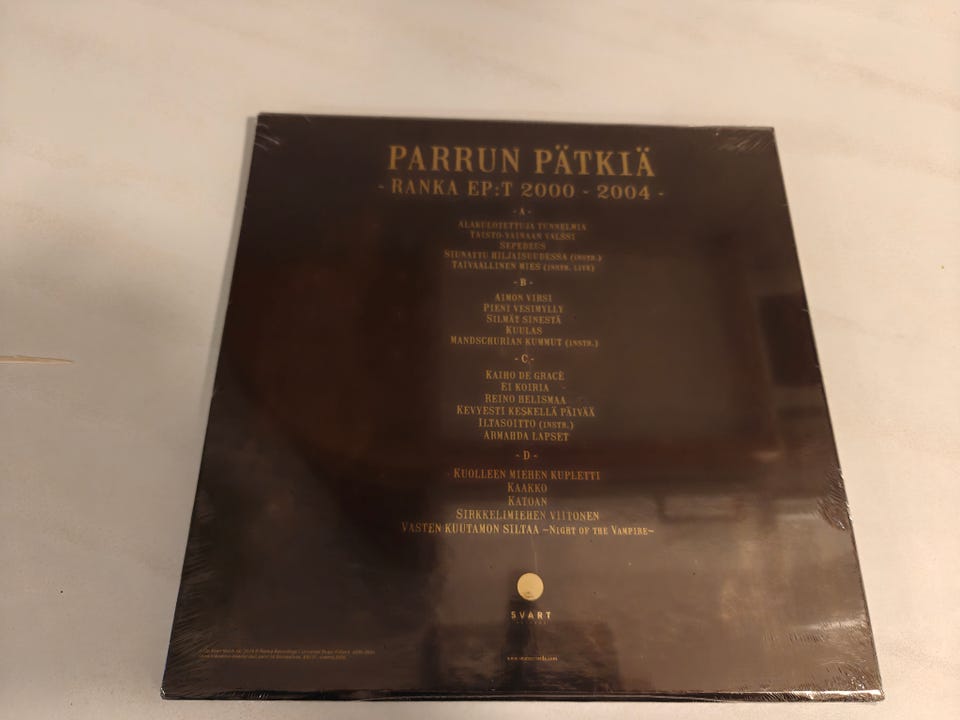 PARRUN PÄTKIÄ
- RANKA EP:T 2000 - 2004 -
- A -
ALAKULOTETTUJA TUNNELMIA
TAISTO-VAINAAN VALSSI
SEPEDEUS
SIUNATTU HILJAISUUDESSA (INSTR.)
TAIVAALLINEN MIES (INSTR. LIVE)
- B -
AIMON VIRSI
PIENI VESIMYLLY
SILMÄT SINESTÄ
KUULAS
MANDSCHURIAN KUMMUT (INSTR.)
- C -
KAIHO DE GRACÉ
EI KOIRIA
REINO HELISMAA
KEVYESTI KESKELLÄ PÄIVÄÄ
ILTASOITTO (INSTR.)
ARMAHDA LAPSET
- D -
KUOLLEEN MIEHEN KUPLETTI
KAAKKO
KATOAN
SIRKKELIMIEHEN VIITONEN
VASTEN KUUTAMON SILTAA ~NIGHT OF THE VAMPIRE~
SVART